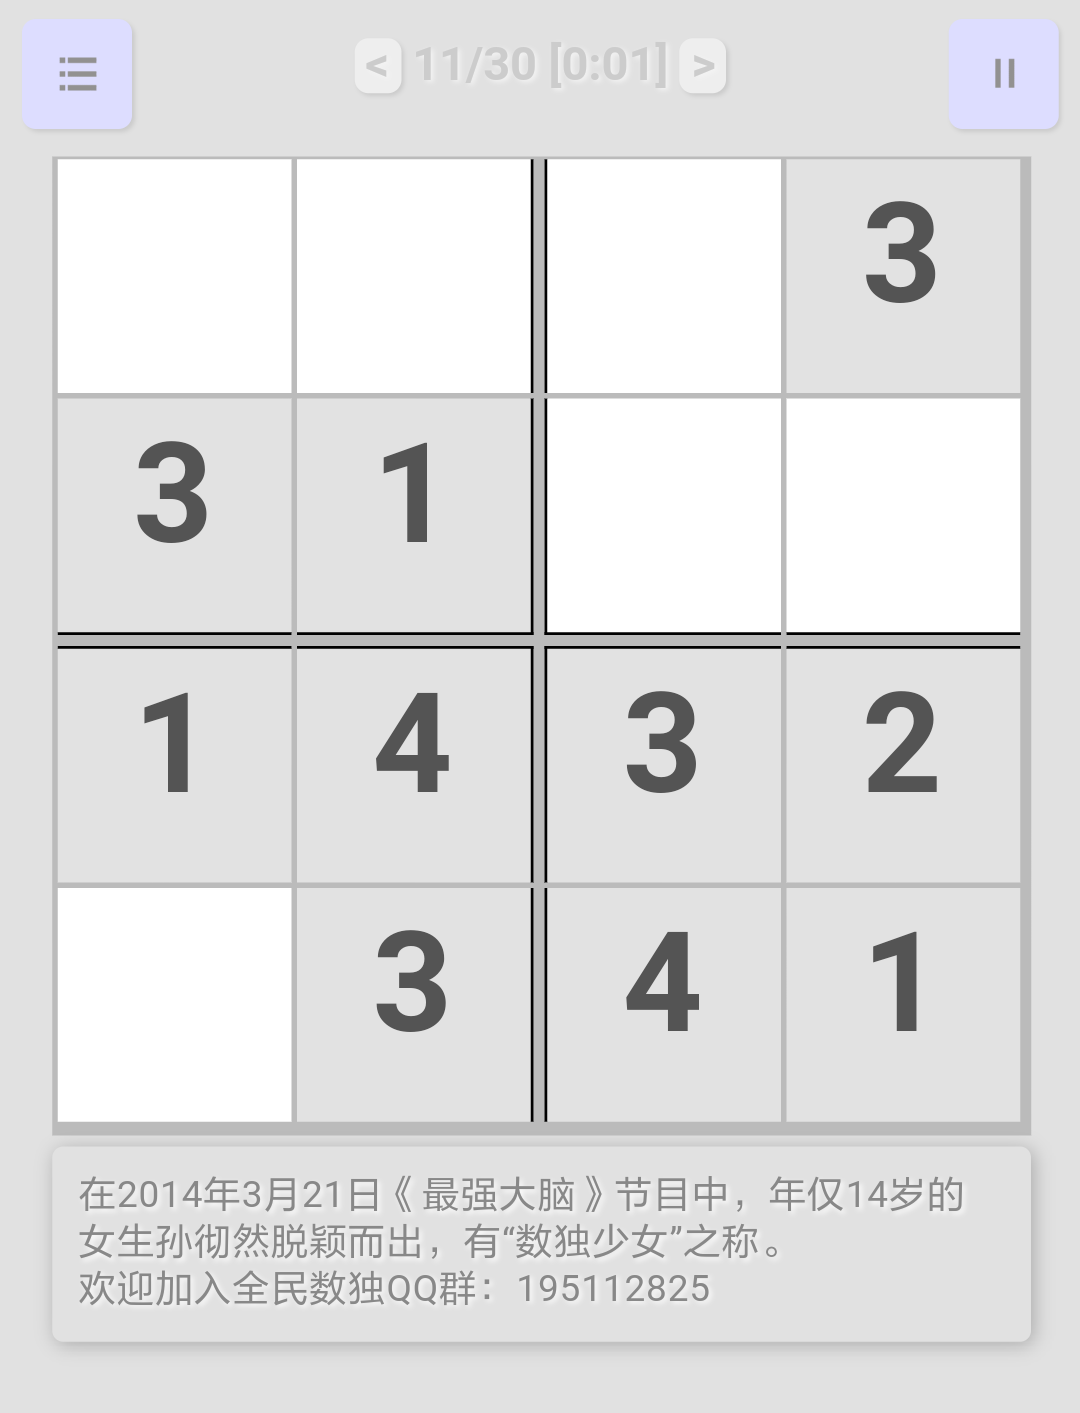 < 11/30 [0:01] >
3
3 1
1 4 3 2
3 4 1
在2014年3月21日《最强大脑》节目中，年仅14岁的
女生孙彻然脱颖而出，有“数独少女”之称。
欢迎加入全民数独QQ群：195112825